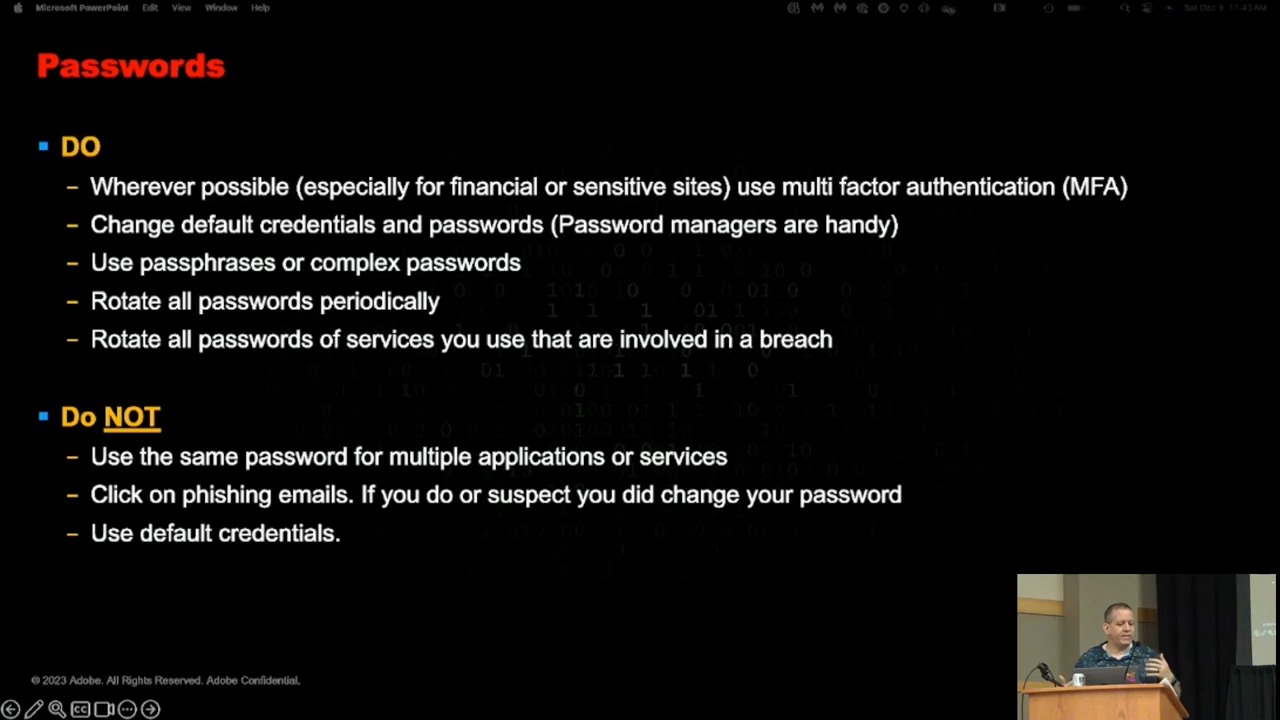 Microsoft PowerPoint Edit View Window Help Sat Dec 9 11:43 AM
Passwords
DO
– Wherever possible (especially for financial or sensitive sites) use multi factor authentication (MFA)
– Change default credentials and passwords (Password managers are handy)
– Use passphrases or complex passwords
– Rotate all passwords periodically
– Rotate all passwords of services you use that are involved in a breach
Do NOT
– Use the same password for multiple applications or services
– Click on phishing emails. If you do or suspect you did change your password
– Use default credentials.
© 2023 Adobe. All Rights Reserved. Adobe Confidential.
CC